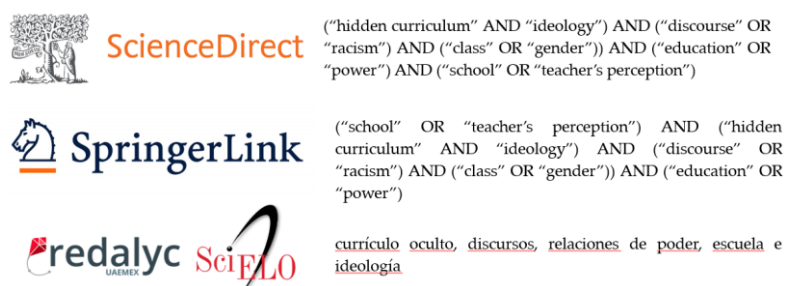 ScienceDirect
(“hidden curriculum” AND “ideology”) AND (“discourse” OR
“racism”) AND (“class” OR “gender”)) AND (“education” OR
“power”) AND (“school” OR “teacher’s perception”)
SpringerLink
(“school” OR “teacher’s perception”) AND (“hidden
curriculum” AND “ideology”) AND (“discourse” OR
“racism”) AND (“class” OR “gender”)) AND (“education” OR
“power”)
redalyc
UAEMEX
SciELO
currículo oculto, discursos, relaciones de poder, escuela e
ideología